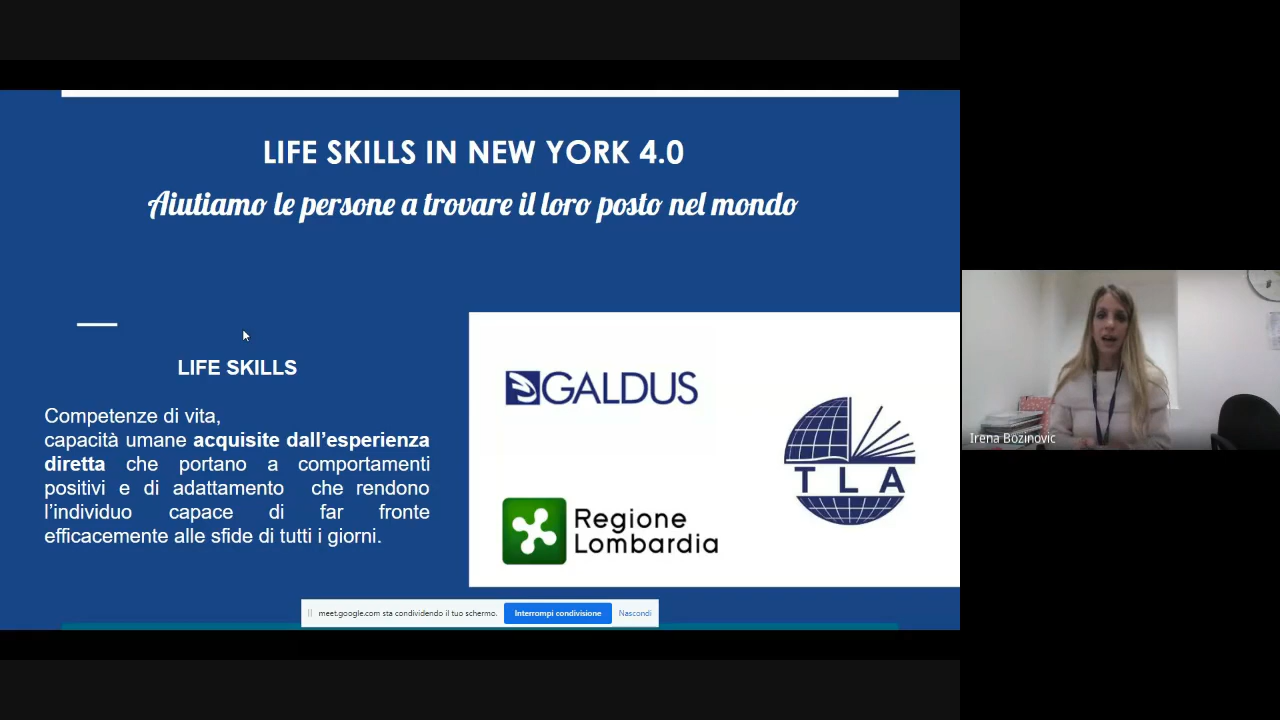 LIFE SKILLS IN NEW YORK 4.0
Aiutiamo le persone a trovare il loro posto nel mondo
LIFE SKILLS
Competenze di vita,
capacità umane acquisite dall'esperienza
diretta che portano a comportamenti
positivi e di adattamento che rendono
l'individuo capace di far fronte
efficacemente alle sfide di tutti i giorni.
GALDUS
TLA
Regione
Lombardia
Irena Bozinovic
meet.google.com sta condividendo il tuo schermo.
Interrompi condivisione
Nascondi